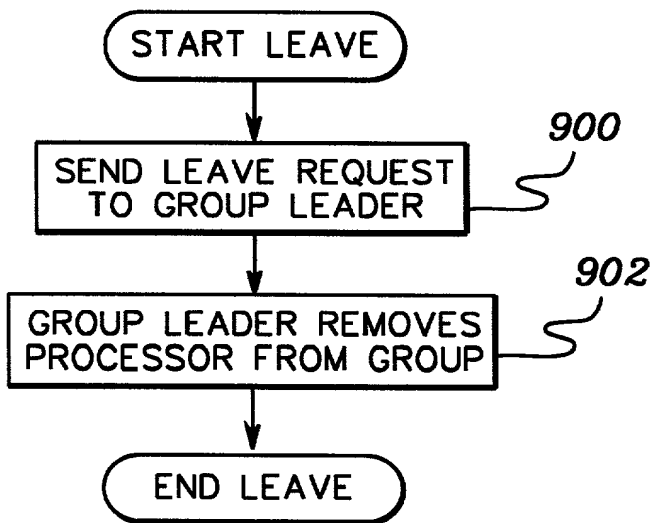 START LEAVE
900
SEND LEAVE REQUEST
TO GROUP LEADER
902
GROUP LEADER REMOVES
PROCESSOR FROM GROUP
END LEAVE